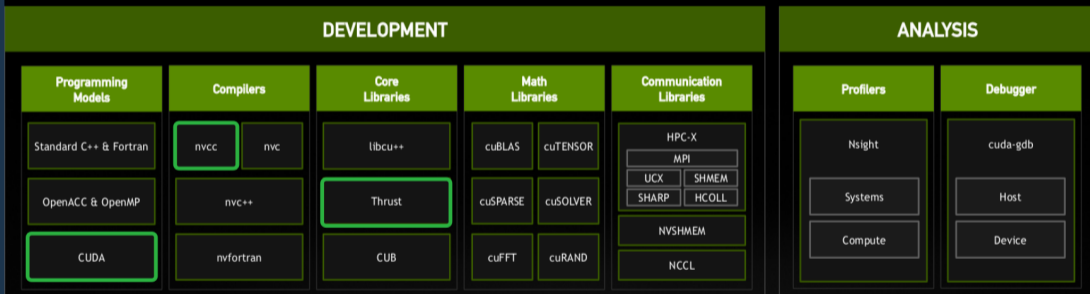 DEVELOPMENT
Programming
Models
Standard C++ & Fortran
OpenACC & OpenMP
CUDA
Compilers
nvcc
nvc
nvc++
nvfortran
Core
Libraries
libcu++
Thrust
CUB
Math
Libraries
cuBLAS
cuTENSOR
cuSPARSE
cuSOLVER
cuFFT
cuRAND
Communication
Libraries
HPC-X
MPI
UCX
SHMEM
SHARP
HCOLL
NVSHMEM
NCCL
ANALYSIS
Profilers
Nsight
Systems
Compute
Debugger
cuda-gdb
Host
Device